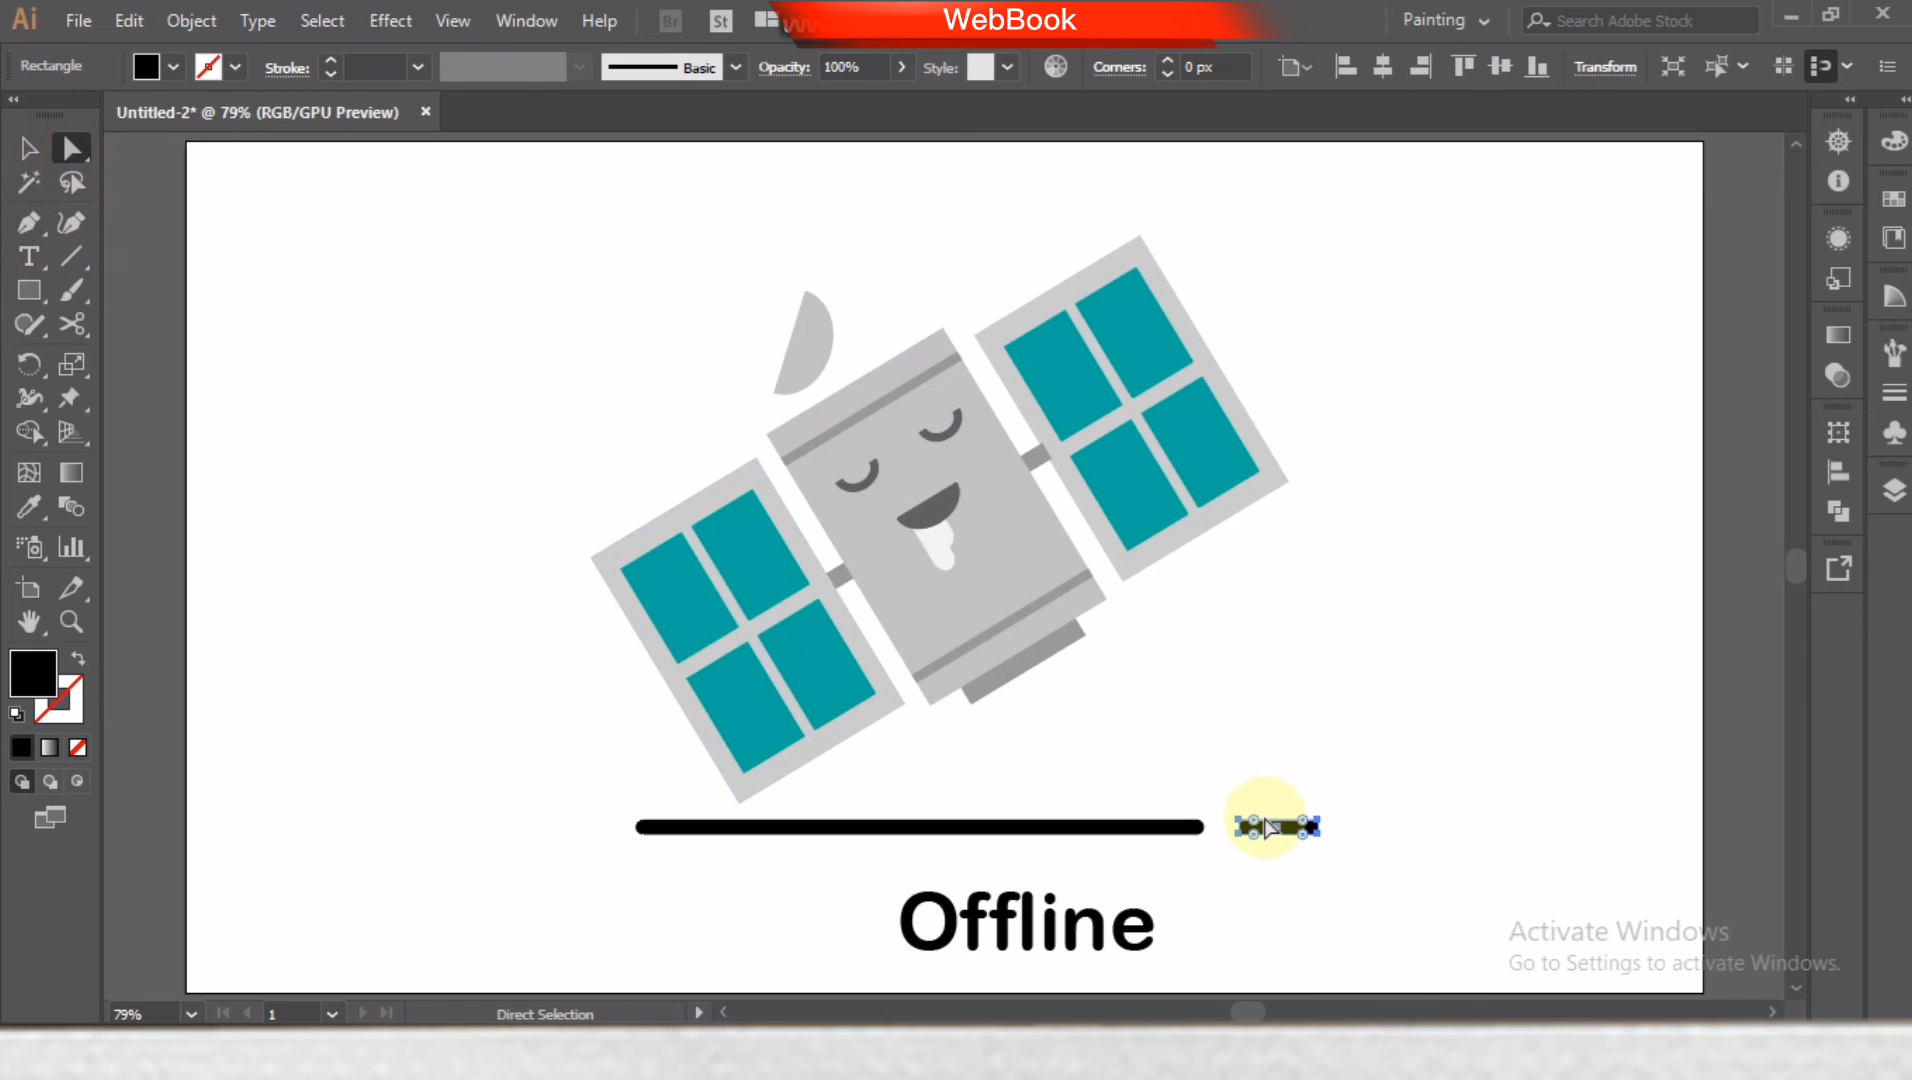 WebBook
Ai File Edit Object Type Select Effect View Window Help Br St Painting Search Adobe Stock
Rectangle Stroke: Basic Opacity: 100% Style: Corners: 0 px Transform
Untitled-2* @ 79% (RGB/GPU Preview) ×
Offline
Activate Windows
Go to Settings to activate Windows.
79% 1 Direct Selection